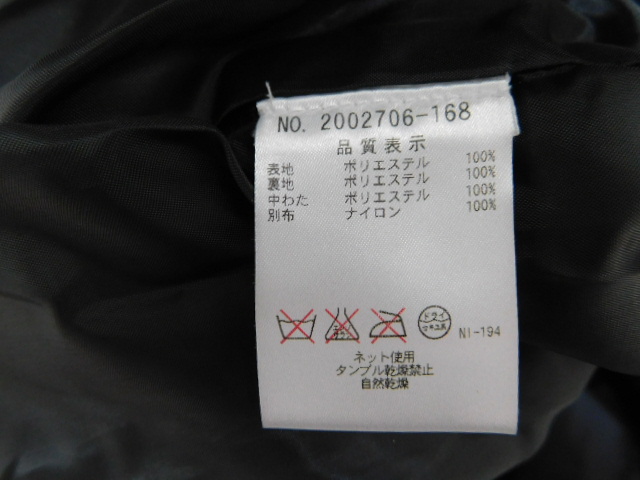 NO. 2002706-168
品質表示
表地 ポリエステル 100%
裏地 ポリエステル 100%
中わた ポリエステル 100%
別布 ナイロン 100%
ドライ
NI-194
ネット使用
タンブル乾燥禁止
自然乾燥